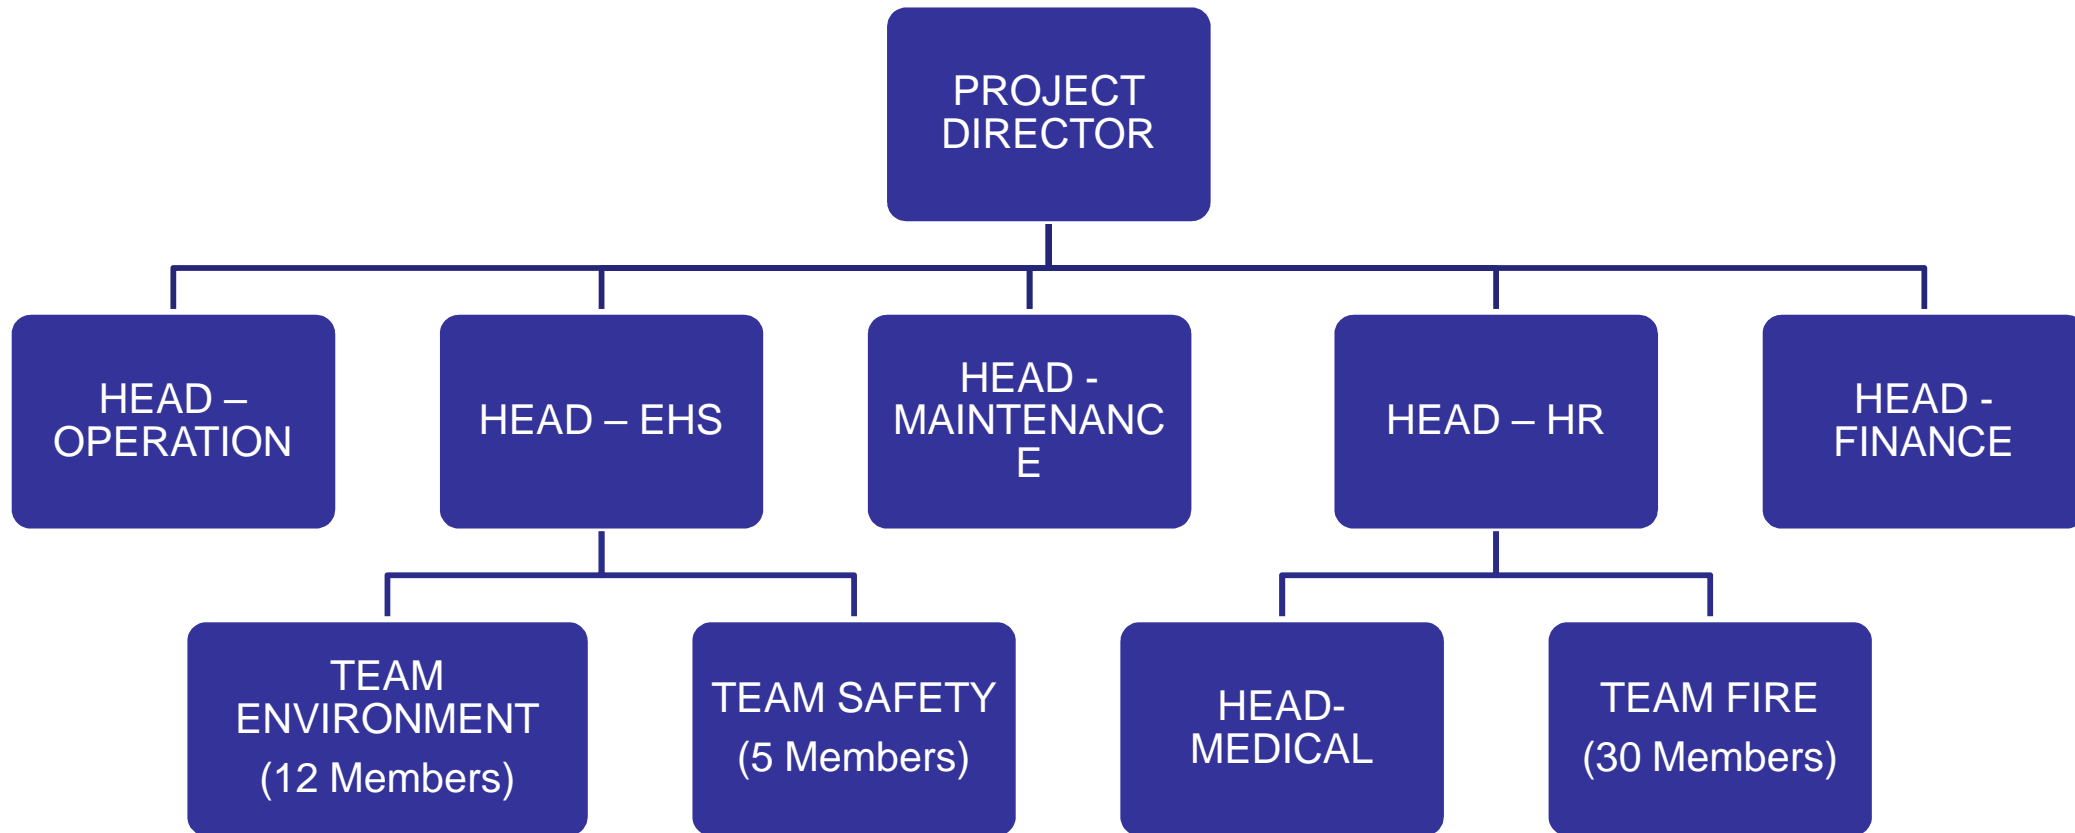 PROJECT
DIRECTOR
HEAD –
OPERATION
HEAD – EHS
HEAD -
MAINTENANC
E
HEAD – HR
HEAD -
FINANCE
TEAM
ENVIRONMENT
(12 Members)
TEAM SAFETY
(5 Members)
HEAD-
MEDICAL
TEAM FIRE
(30 Members)